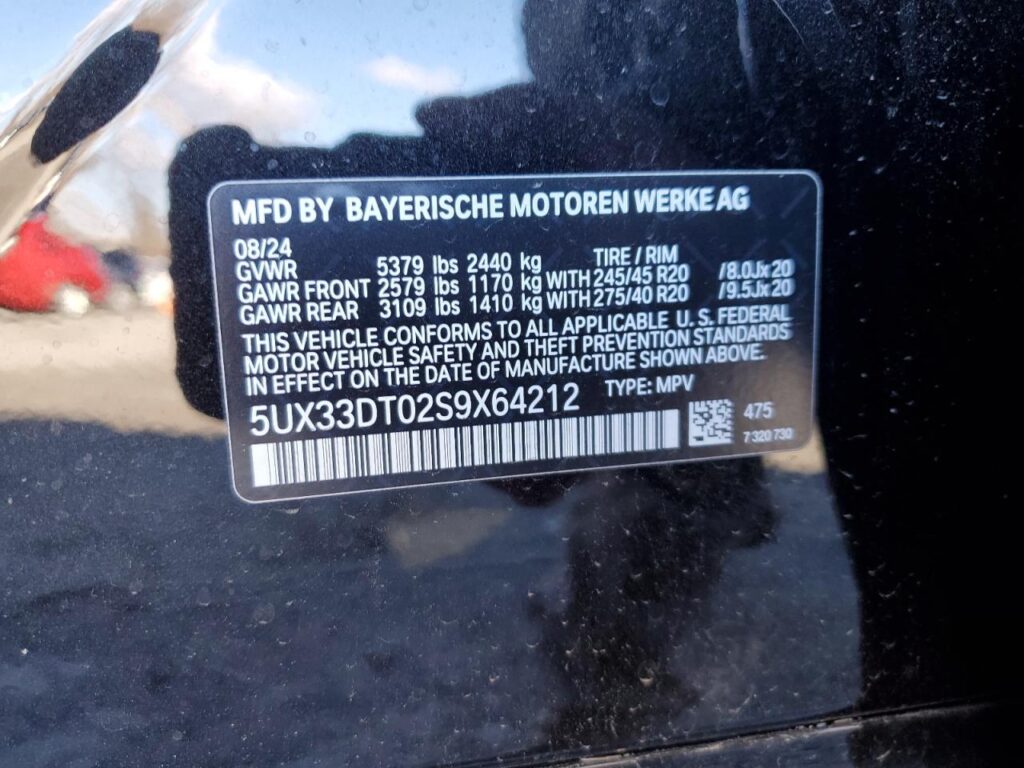 MFD BY BAYERISCHE MOTOREN WERKE AG
08/24 TIRE / RIM
GVWR 5379 lbs 2440 kg
GAWR FRONT 2579 lbs 1170 kg WITH 245/45 R20 /8.0Jx20
GAWR REAR 3109 lbs 1410 kg WITH 275/40 R20 /9.5Jx20
THIS VEHICLE CONFORMS TO ALL APPLICABLE U.S. FEDERAL
MOTOR VEHICLE SAFETY AND THEFT PREVENTION STANDARDS
IN EFFECT ON THE DATE OF MANUFACTURE SHOWN ABOVE.
5UX33DT02S9X64212 TYPE: MPV
475
7 320 730